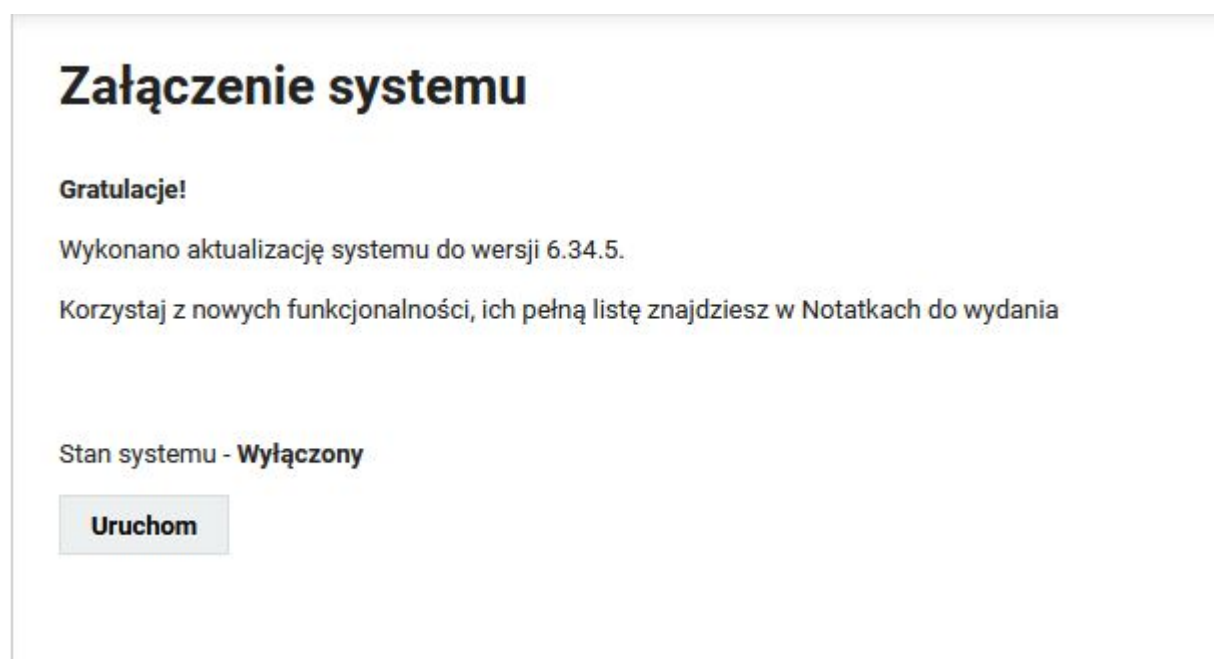 Załączenie systemu
Gratulacje!
Wykonano aktualizację systemu do wersji 6.34.5.
Korzystaj z nowych funkcjonalności, ich pełną listę znajdziesz w Notatkach do wydania
Stan systemu - Wyłączony
Uruchom